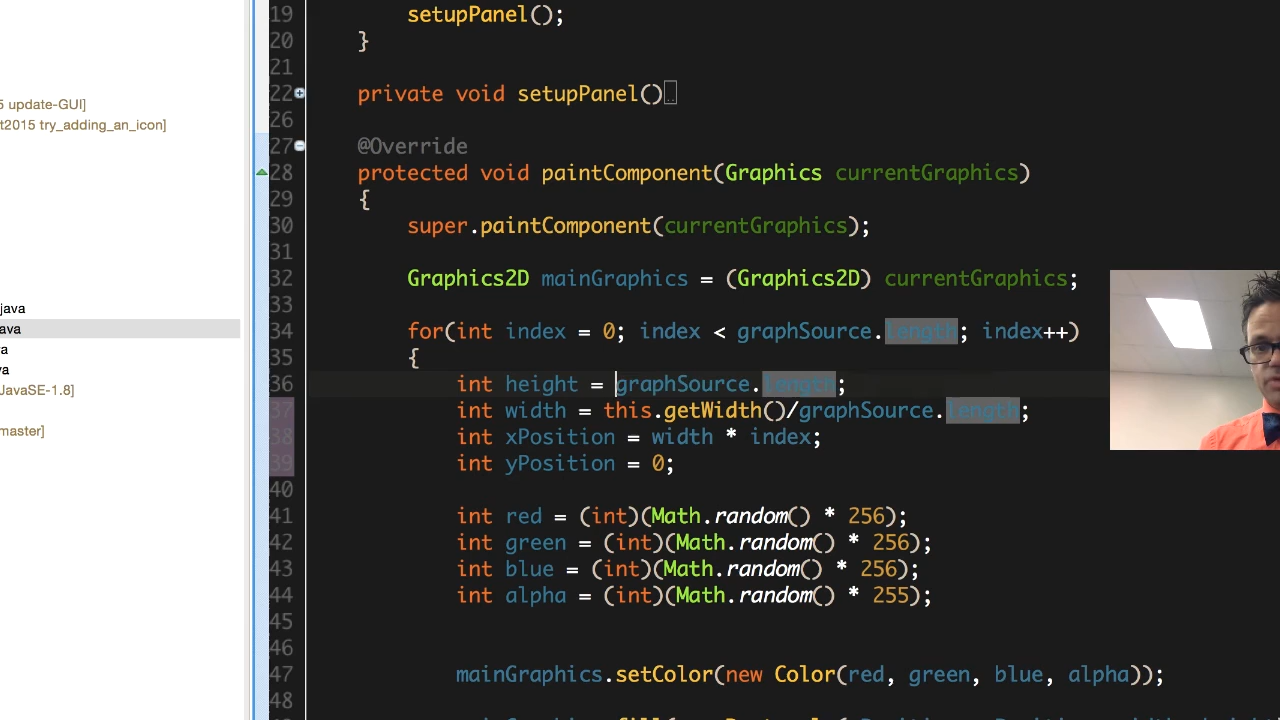 19 setupPanel();
20 }
21
22 private void setupPanel()
26
27 @Override
28 protected void paintComponent(Graphics currentGraphics)
29 {
30 super.paintComponent(currentGraphics);
31
32 Graphics2D mainGraphics = (Graphics2D) currentGraphics;
33
34 for(int index = 0; index < graphSource.length; index++)
35 {
36 int height = graphSource.length;
37 int width = this.getWidth()/graphSource.length;
38 int xPosition = width * index;
39 int yPosition = 0;
40
41 int red = (int)(Math.random() * 256);
42 int green = (int)(Math.random() * 256);
43 int blue = (int)(Math.random() * 256);
44 int alpha = (int)(Math.random() * 255);
45
46
47 mainGraphics.setColor(new Color(red, green, blue, alpha));
48
5 update-GUI]
t2015 try_adding_an_icon]
java
ava
a
va
JavaSE-1.8]
master]